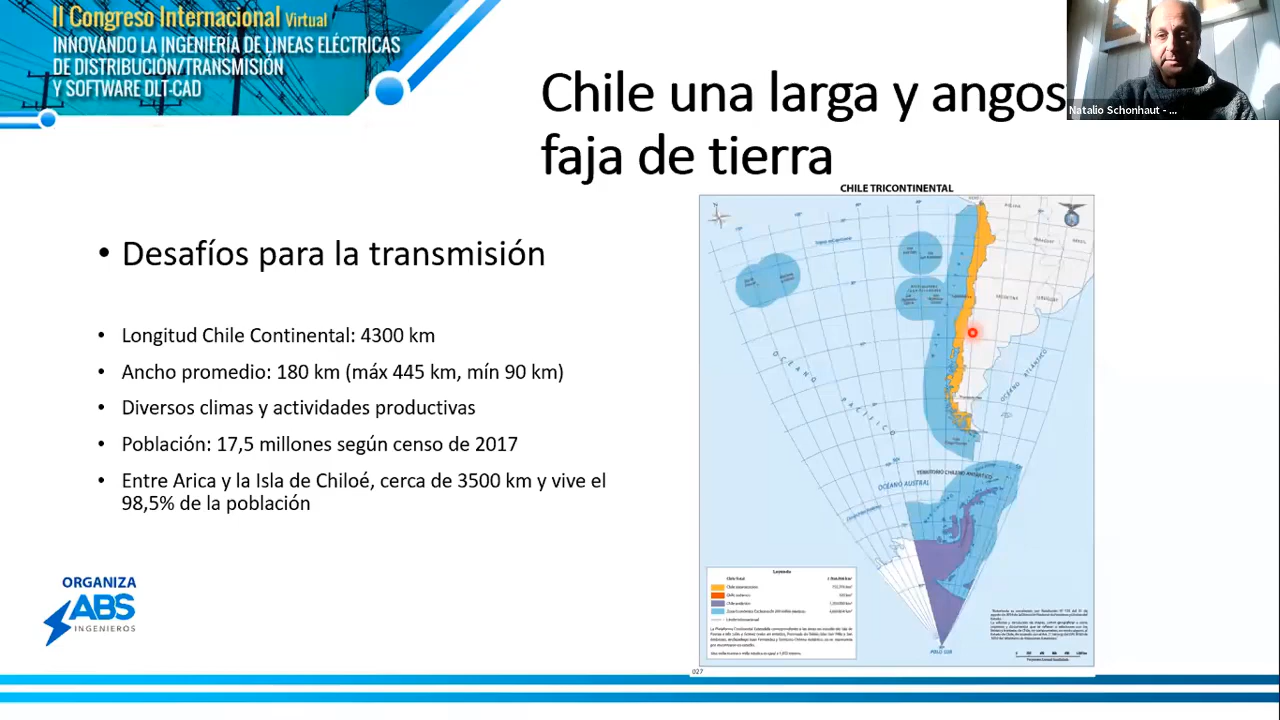 II Congreso Internacional Virtual
INNOVANDO LA INGENIERÍA DE LINEAS ELÉCTRICAS
DE DISTRIBUCIÓN/TRANSMISIÓN
Y SOFTWARE DLT-CAD
Natalio Schonhaut - ...
Chile una larga y angos
faja de tierra
• Desafíos para la transmisión
• Longitud Chile Continental: 4300 km
• Ancho promedio: 180 km (máx 445 km, mín 90 km)
• Diversos climas y actividades productivas
• Población: 17,5 millones según censo de 2017
• Entre Arica y la Isla de Chiloé, cerca de 3500 km y vive el
98,5% de la población
CHILE TRICONTINENTAL
OCÉANO
PACÍFICO
OCÉANO ATLÁNTICO
TERRITORIO CHILENO ANTÁRTICO
OCÉANO AUSTRAL
POLO SUR
Leyenda
027
ORGANIZA
ABS
INGENIEROS